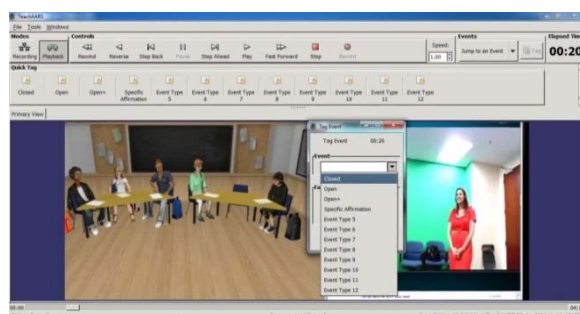 TeachAARS
File Tools Windows
Modes Controls Events Elapsed Time
Recording Playback Rewind Reverse Step Back Pause Step Ahead Play Fast Forward Stop Record Speed: 1.00 Jump to an Event Tag 00:20
Quick Tag
Closed Open Open+ Specific Affirmation Event Type 5 Event Type 6 Event Type 7 Event Type 8 Event Type 9 Event Type 10 Event Type 11 Event Type 12
Primary View
Tag Event
Tag Event 00:20
Event
Closed
Open
Open+
Specific Affirmation
Event Type 5
Event Type 6
Event Type 7
Event Type 8
Event Type 9
Event Type 10
Event Type 11
Event Type 12
00:00